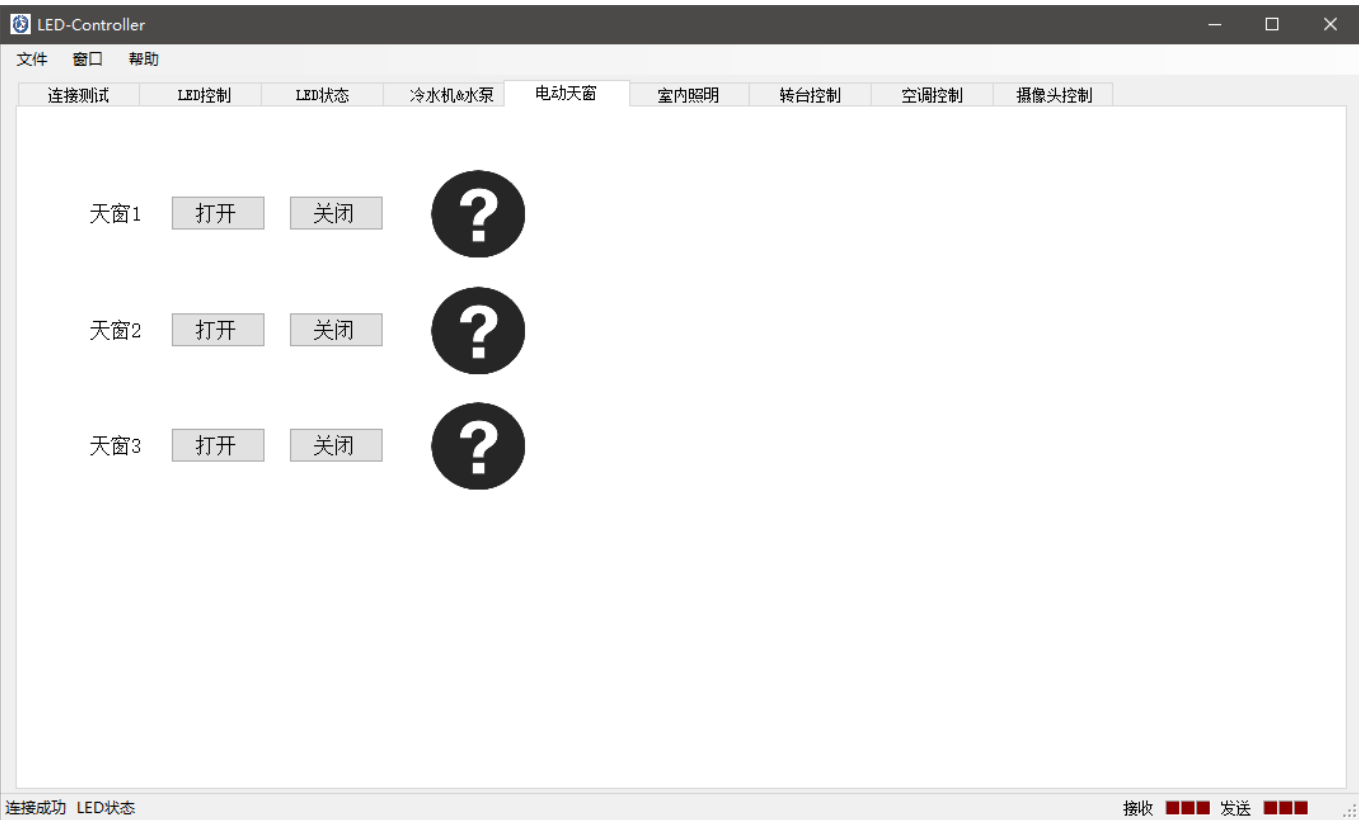 LED-Controller
文件 窗口 帮助
连接测试 LED控制 LED状态 冷水机&水泵 电动天窗 室内照明 转台控制 空调控制 摄像头控制
天窗1 打开 关闭 ?
天窗2 打开 关闭 ?
天窗3 打开 关闭 ?
连接成功 LED状态 接收 发送